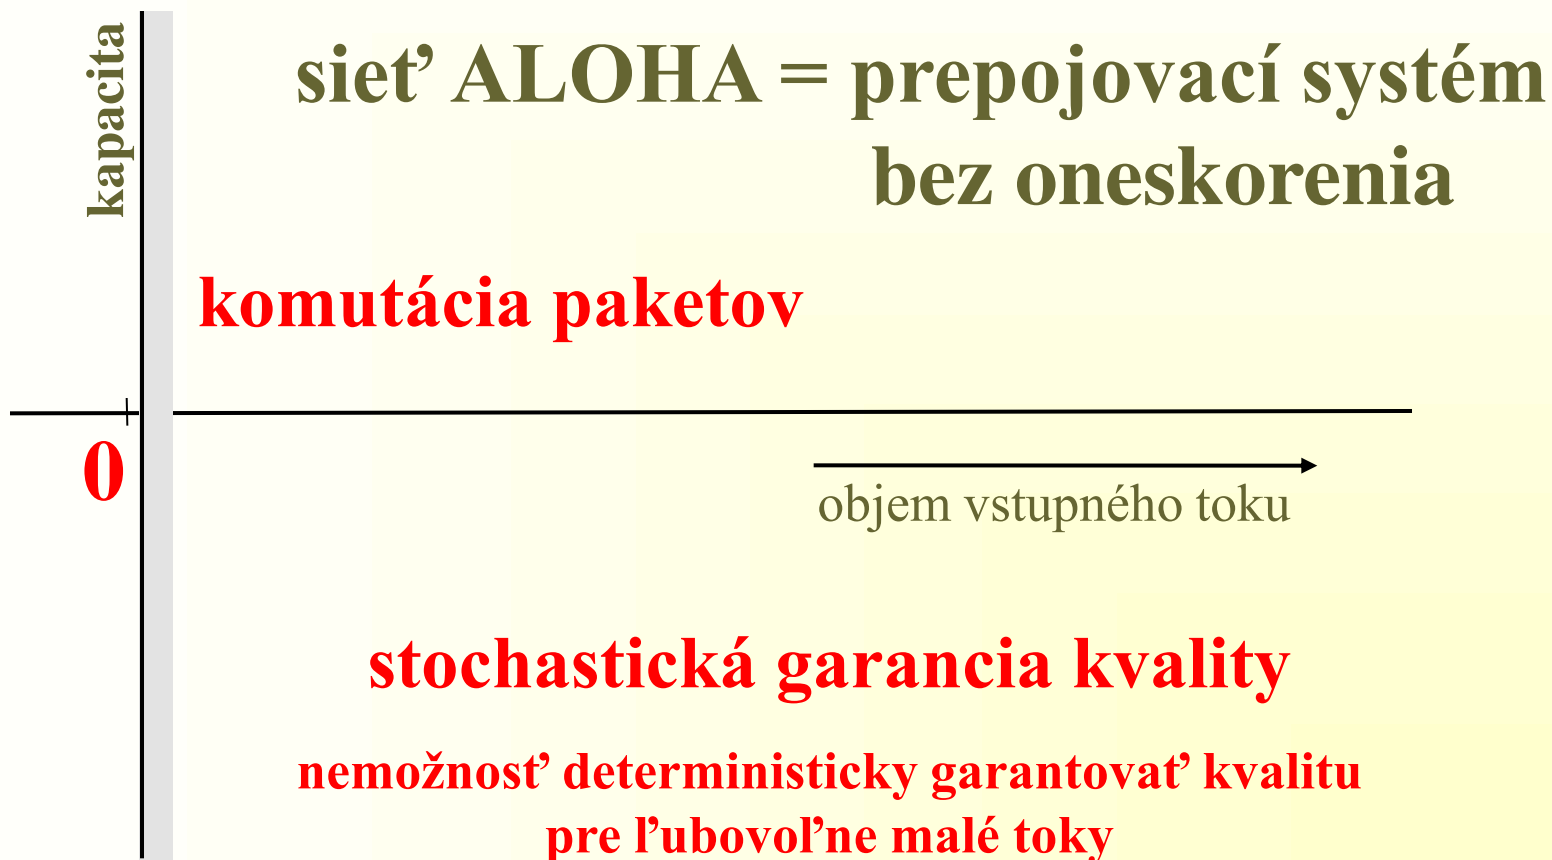 kapacita
sieť ALOHA = prepojovací systém
bez oneskorenia
komutácia paketov
0
objem vstupného toku
stochastická garancia kvality
nemožnosť deterministicky garantovať kvalitu
pre ľubovoľne malé toky